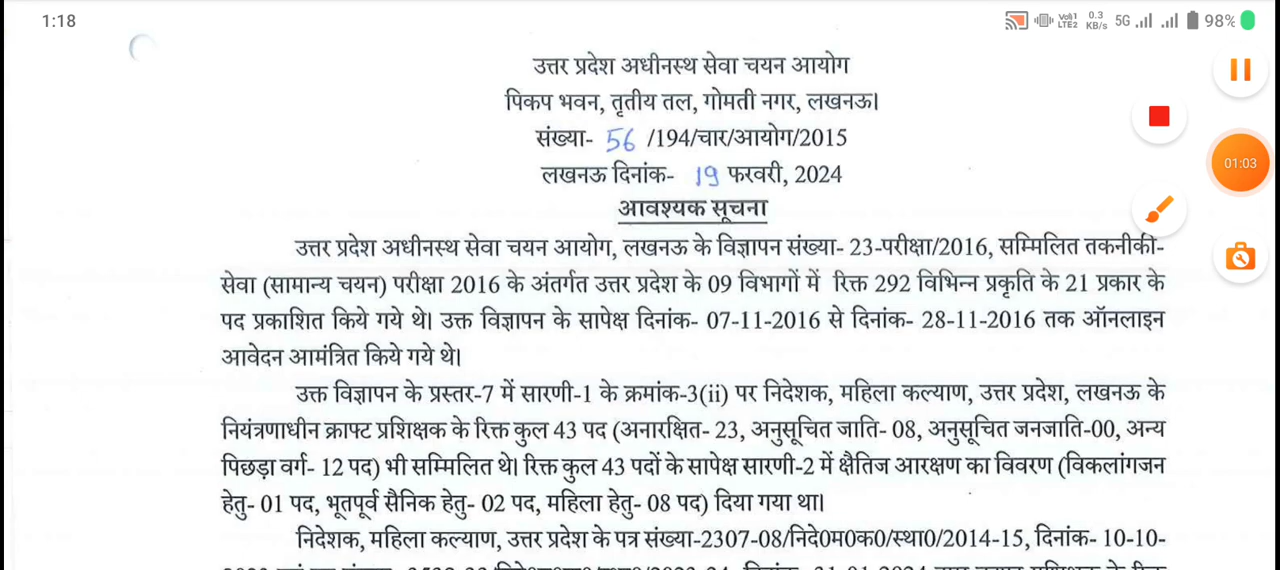 1:18
Vo)) 1 LTE2 0.3 KB/s 5G 98%
उत्तर प्रदेश अधीनस्थ सेवा चयन आयोग
पिकप भवन, तृतीय तल, गोमती नगर, लखनऊ।
संख्या- 56 /194/चार/आयोग/2015
लखनऊ दिनांक- 19 फरवरी, 2024
आवश्यक सूचना
01:03
उत्तर प्रदेश अधीनस्थ सेवा चयन आयोग, लखनऊ के विज्ञापन संख्या- 23-परीक्षा/2016, सम्मिलित तकनीकी-
सेवा (सामान्य चयन) परीक्षा 2016 के अंतर्गत उत्तर प्रदेश के 09 विभागों में रिक्त 292 विभिन्न प्रकृति के 21 प्रकार के
पद प्रकाशित किये गये थे। उक्त विज्ञापन के सापेक्ष दिनांक- 07-11-2016 से दिनांक- 28-11-2016 तक ऑनलाइन
आवेदन आमंत्रित किये गये थे।
उक्त विज्ञापन के प्रस्तर-7 में सारणी-1 के क्रमांक-3(ii) पर निदेशक, महिला कल्याण, उत्तर प्रदेश, लखनऊ के
नियंत्रणाधीन क्राफ्ट प्रशिक्षक के रिक्त कुल 43 पद (अनारक्षित- 23, अनुसूचित जाति- 08, अनुसूचित जनजाति-00, अन्य
पिछड़ा वर्ग- 12 पद) भी सम्मिलित थे। रिक्त कुल 43 पदों के सापेक्ष सारणी-2 में क्षैतिज आरक्षण का विवरण (विकलांगजन
हेतु- 01 पद, भूतपूर्व सैनिक हेतु- 02 पद, महिला हेतु- 08 पद) दिया गया था।
निदेशक, महिला कल्याण, उत्तर प्रदेश के पत्र संख्या-2307-08/निदे0म0क0/स्था0/2014-15, दिनांक- 10-10-